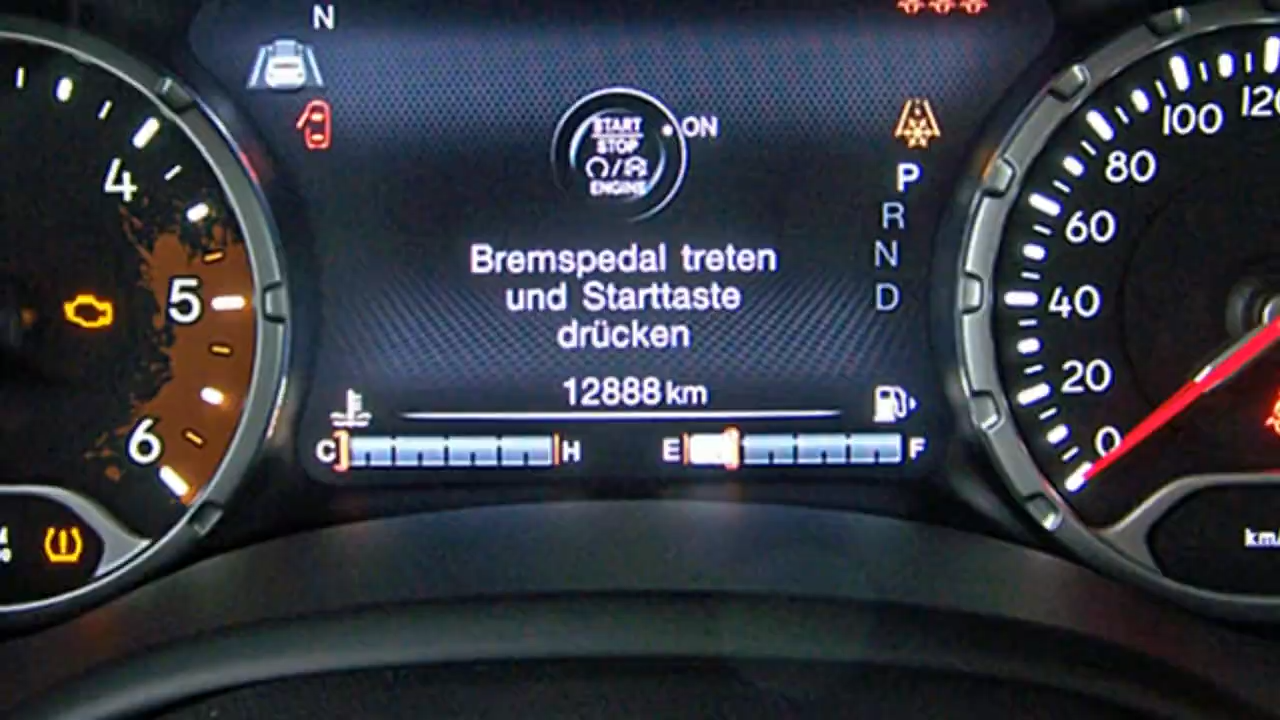 N
START
STOP
ENGINE
ON
P
R
N
D
Bremspedal treten
und Starttaste
drücken
12888 km
C H
E F
4
5
6
0
20
40
60
80
100
120
km/